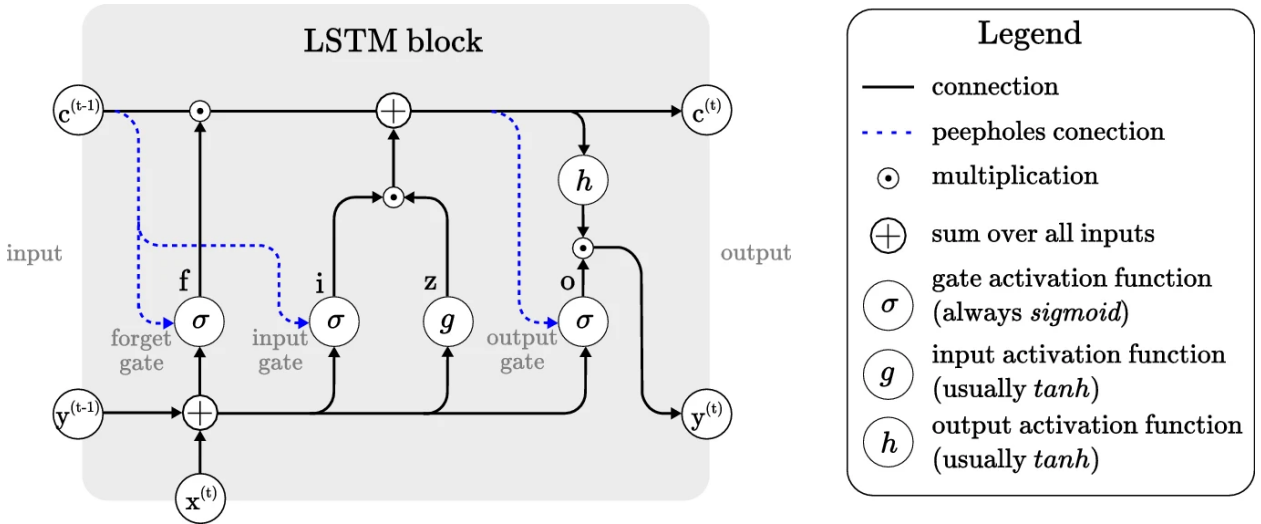 LSTM block
c(t-1)
c(t)
h
input
output
f
i
z
o
σ
σ
g
σ
forget
gate
input
gate
output
gate
y(t-1)
y(t)
x(t)
Legend
connection
peepholes conection
multiplication
sum over all inputs
σ
gate activation function
(always sigmoid)
g
input activation function
(usually tanh)
h
output activation function
(usually tanh)